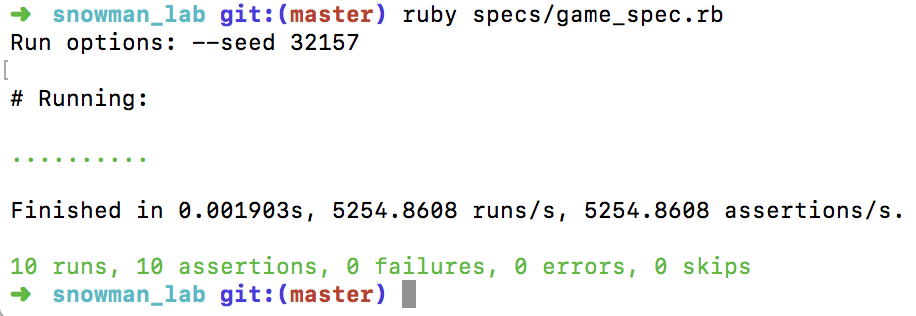 ➜ snowman_lab git:(master) ruby specs/game_spec.rb
Run options: --seed 32157
[
# Running:
..........
Finished in 0.001903s, 5254.8608 runs/s, 5254.8608 assertions/s.
10 runs, 10 assertions, 0 failures, 0 errors, 0 skips
➜ snowman_lab git:(master)